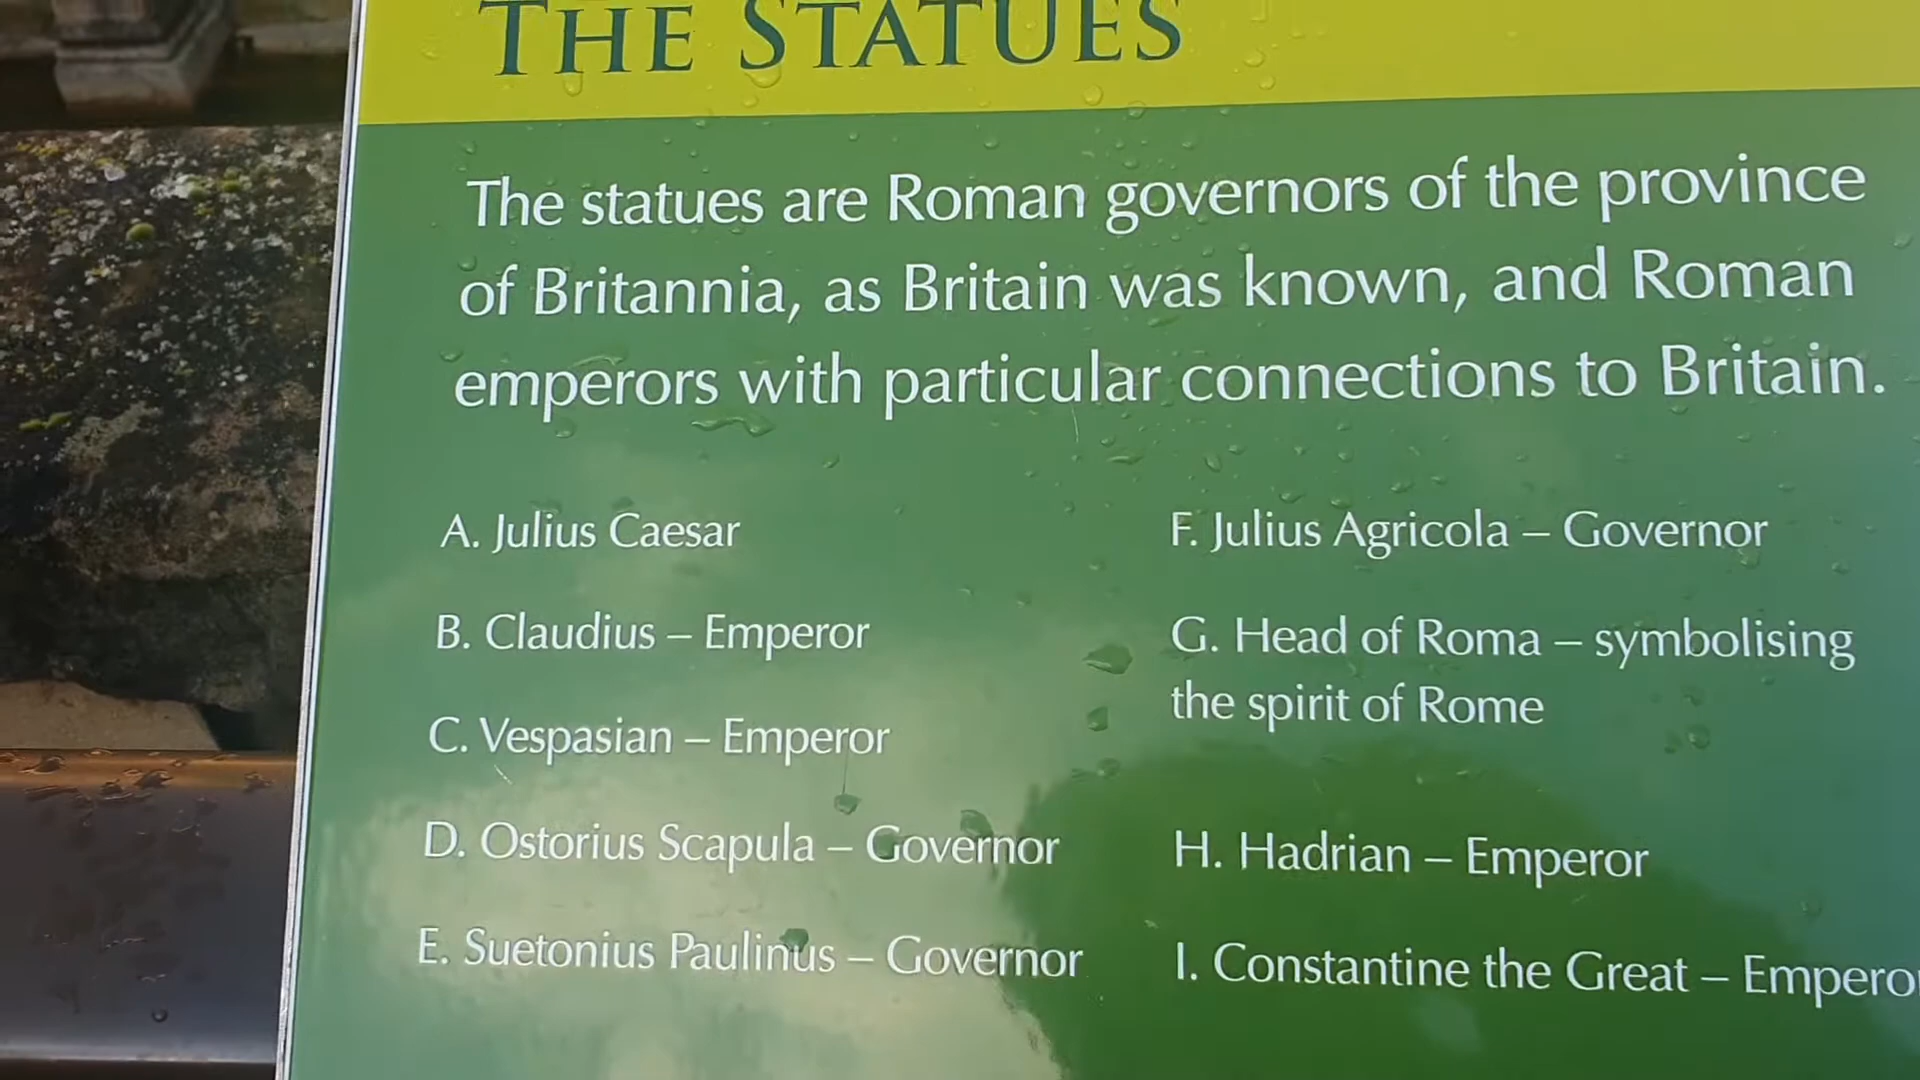 THE STATUES
The statues are Roman governors of the province
of Britannia, as Britain was known, and Roman
emperors with particular connections to Britain.
A. Julius Caesar
B. Claudius – Emperor
C. Vespasian – Emperor
D. Ostorius Scapula – Governor
E. Suetonius Paulinus – Governor
F. Julius Agricola – Governor
G. Head of Roma – symbolising
the spirit of Rome
H. Hadrian – Emperor
I. Constantine the Great – Emperor